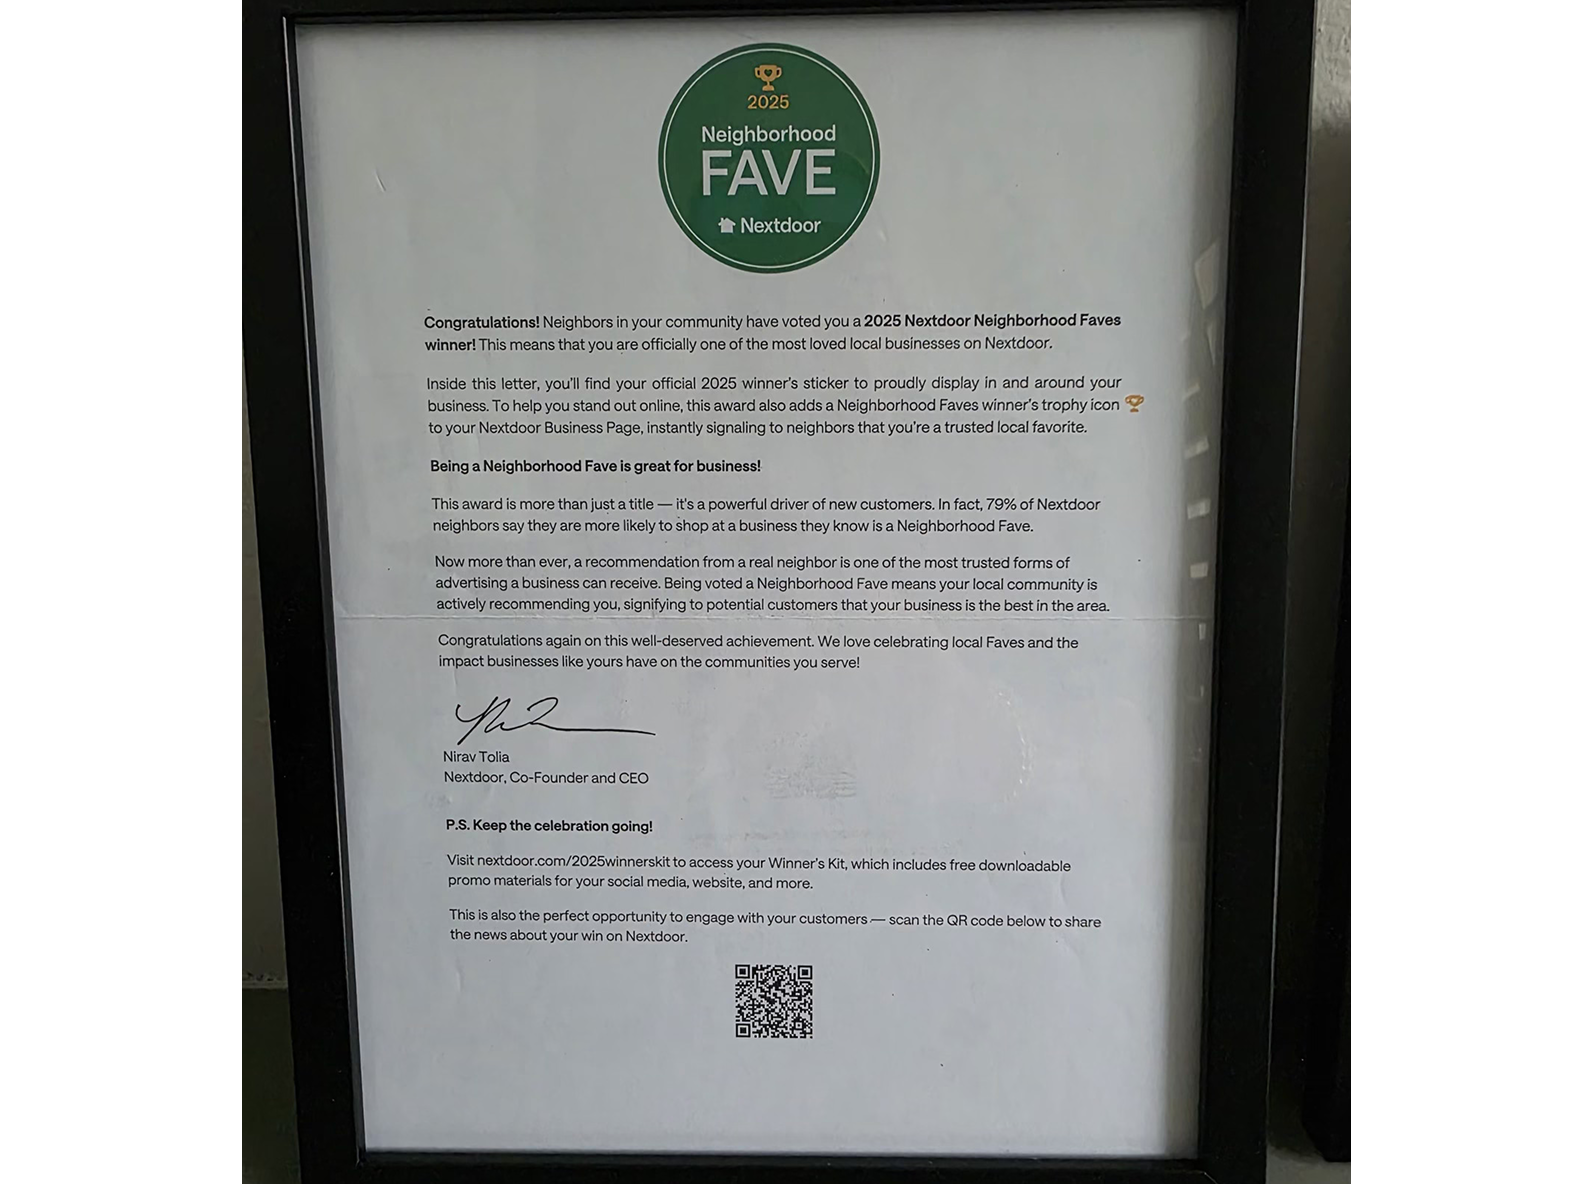 2025
Neighborhood
FAVE
Nextdoor
Congratulations! Neighbors in your community have voted you a 2025 Nextdoor Neighborhood Faves
winner! This means that you are officially one of the most loved local businesses on Nextdoor.
Inside this letter, you'll find your official 2025 winner's sticker to proudly display in and around your
business. To help you stand out online, this award also adds a Neighborhood Faves winner's trophy icon
to your Nextdoor Business Page, instantly signaling to neighbors that you're a trusted local favorite.
Being a Neighborhood Fave is great for business!
This award is more than just a title — it's a powerful driver of new customers. In fact, 79% of Nextdoor
neighbors say they are more likely to shop at a business they know is a Neighborhood Fave.
Now more than ever, a recommendation from a real neighbor is one of the most trusted forms of
advertising a business can receive. Being voted a Neighborhood Fave means your local community is
actively recommending you, signifying to potential customers that your business is the best in the area.
Congratulations again on this well-deserved achievement. We love celebrating local Faves and the
impact businesses like yours have on the communities you serve!
Nirav Tolia
Nextdoor, Co-Founder and CEO
P.S. Keep the celebration going!
Visit nextdoor.com/2025winnerskit to access your Winner's Kit, which includes free downloadable
promo materials for your social media, website, and more.
This is also the perfect opportunity to engage with your customers — scan the QR code below to share
the news about your win on Nextdoor.